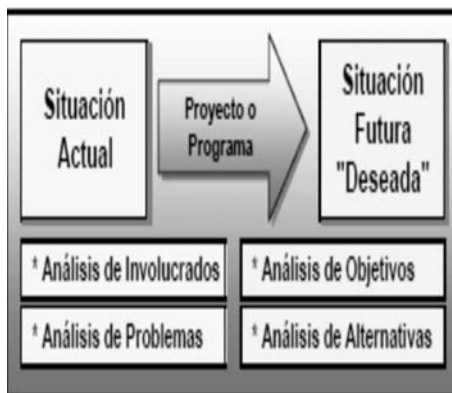 Situación
Actual
Proyecto o
Programa
Situación
Futura
"Deseada"
* Análisis de Involucrados
* Análisis de Objetivos
* Análisis de Problemas
* Análisis de Alternativas